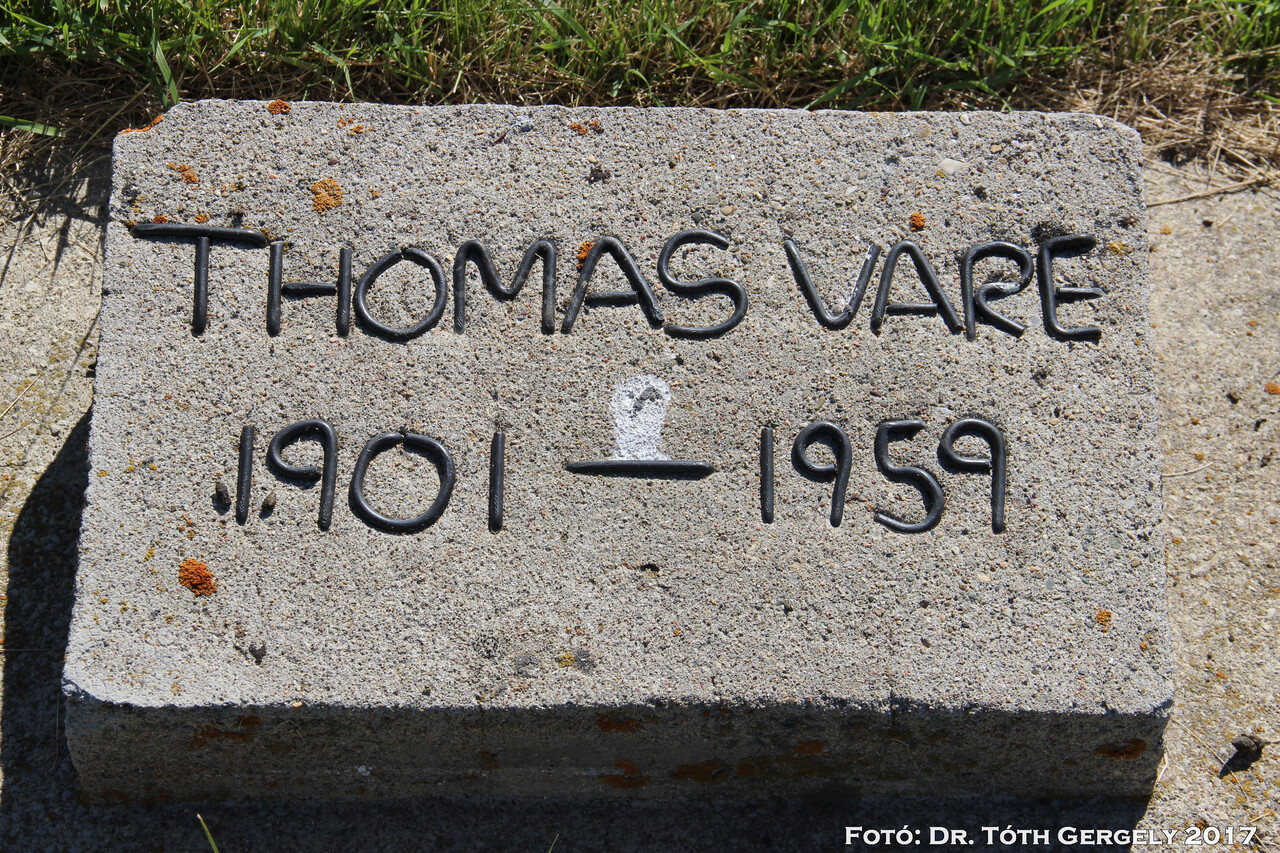 THOMAS VARE
1901 — 1959
FOTÓ: DR. TÓTH GERGELY 2017